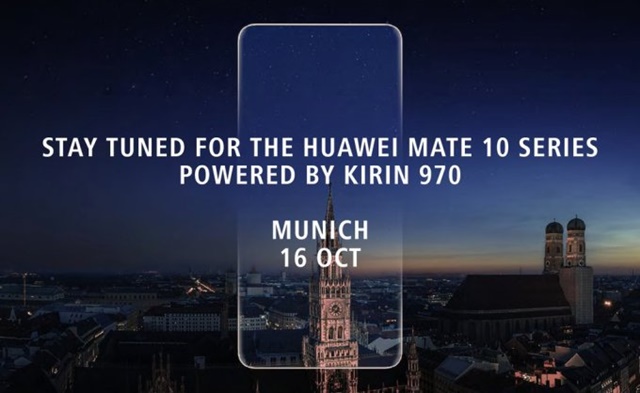 STAY TUNED FOR THE HUAWEI MATE 10 SERIES
POWERED BY KIRIN 970
MUNICH
16 OCT